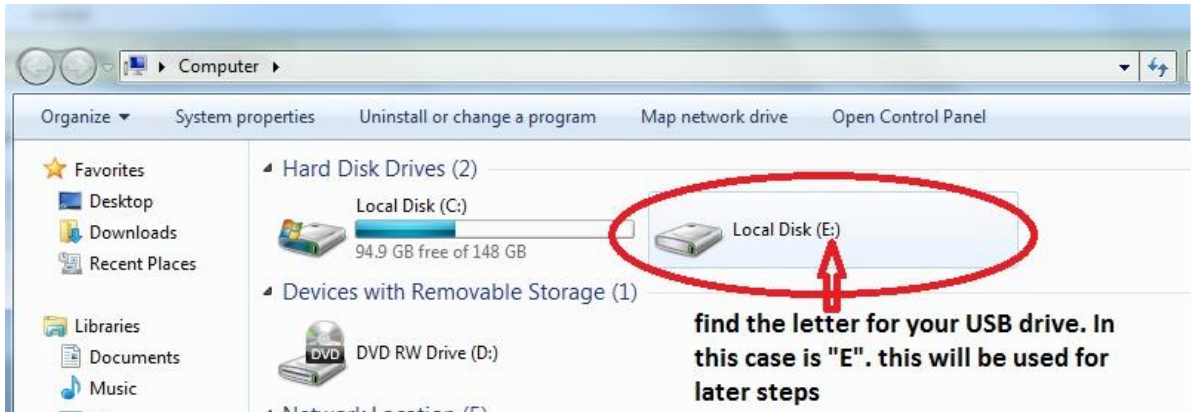 Computer
Organize System properties Uninstall or change a program Map network drive Open Control Panel
Favorites
Desktop
Downloads
Recent Places
Libraries
Documents
Music
Hard Disk Drives (2)
Local Disk (C:)
94.9 GB free of 148 GB
Local Disk (E:)
Devices with Removable Storage (1)
DVD
DVD RW Drive (D:)
find the letter for your USB drive. In
this case is "E". this will be used for
later steps
Network Location (5)